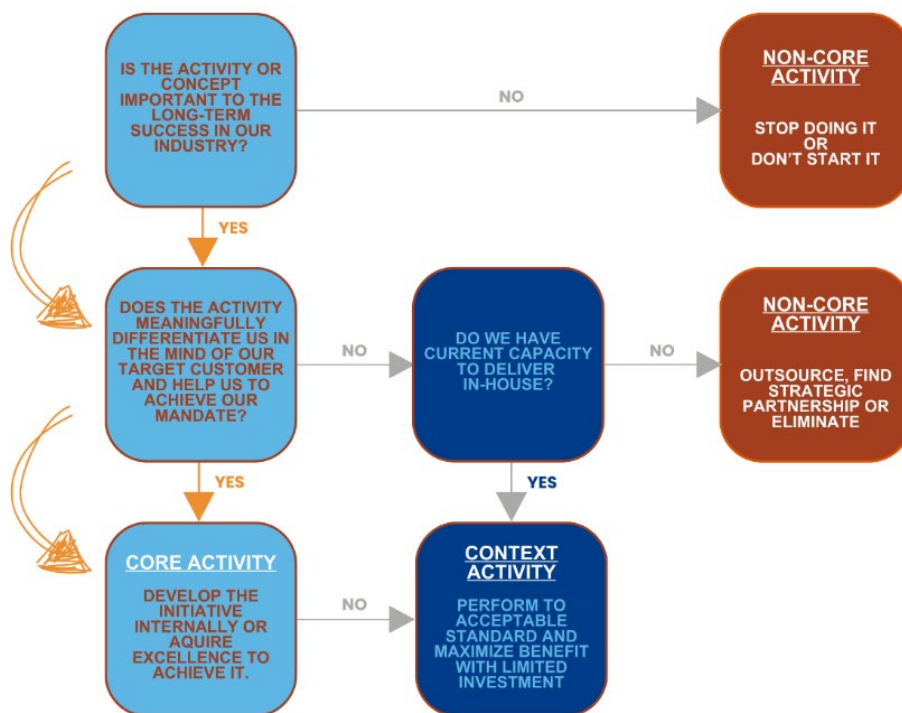 IS THE ACTIVITY OR
CONCEPT
IMPORTANT TO THE
LONG-TERM
SUCCESS IN OUR
INDUSTRY?
NO
NON-CORE
ACTIVITY
STOP DOING IT
OR
DON'T START IT
YES
DOES THE ACTIVITY
MEANINGFULLY
DIFFERENTIATE US IN
THE MIND OF OUR
TARGET CUSTOMER
AND HELP US TO
ACHIEVE OUR
MANDATE?
NO
DO WE HAVE
CURRENT CAPACITY
TO DELIVER
IN-HOUSE?
NO
NON-CORE
ACTIVITY
OUTSOURCE, FIND
STRATEGIC
PARTNERSHIP OR
ELIMINATE
YES
YES
CORE ACTIVITY
DEVELOP THE
INITIATIVE
INTERNALLY OR
AQUIRE
EXCELLENCE TO
ACHIEVE IT.
NO
CONTEXT
ACTIVITY
PERFORM TO
ACCEPTABLE
STANDARD AND
MAXIMIZE BENEFIT
WITH LIMITED
INVESTMENT